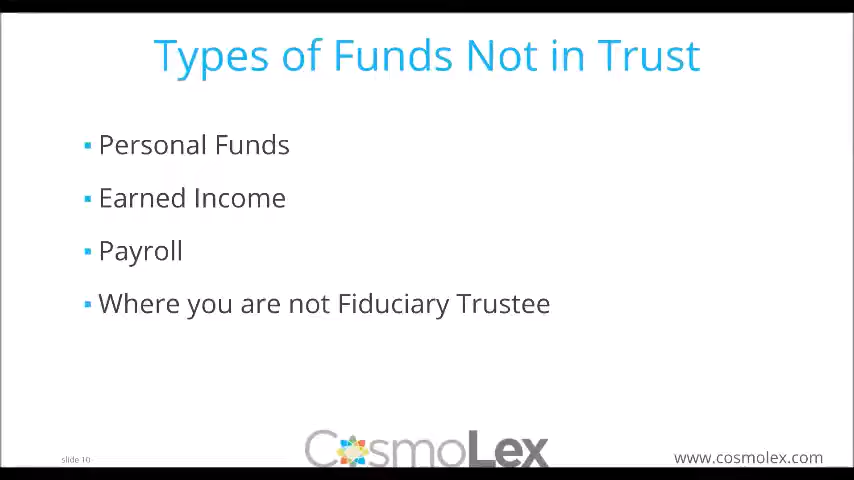 Types of Funds Not in Trust
Personal Funds
Earned Income
Payroll
Where you are not Fiduciary Trustee
slide 10
CosmoLex
www.cosmolex.com